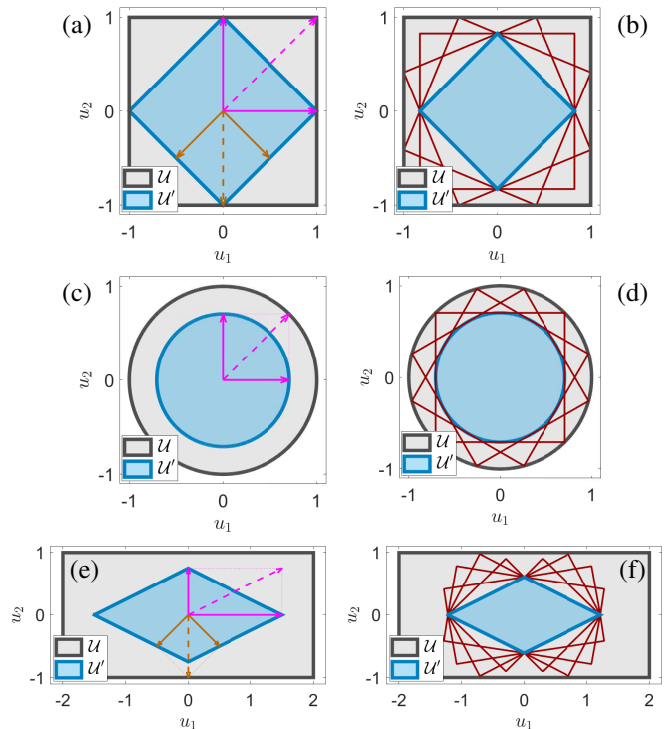 (a)
1
0
-1
u₂
-1 0 1
u₁
𝒰
𝒰′
(b)
1
0
-1
u₂
-1 0 1
u₁
𝒰
𝒰′
(c)
1
0
-1
u₂
-1 0 1
u₁
𝒰
𝒰′
(d)
1
0
-1
u₂
-1 0 1
u₁
𝒰
𝒰′
(e)
1
0
-1
u₂
-2 -1 0 1 2
u₁
𝒰
𝒰′
(f)
1
0
-1
u₂
-2 -1 0 1 2
u₁
𝒰
𝒰′